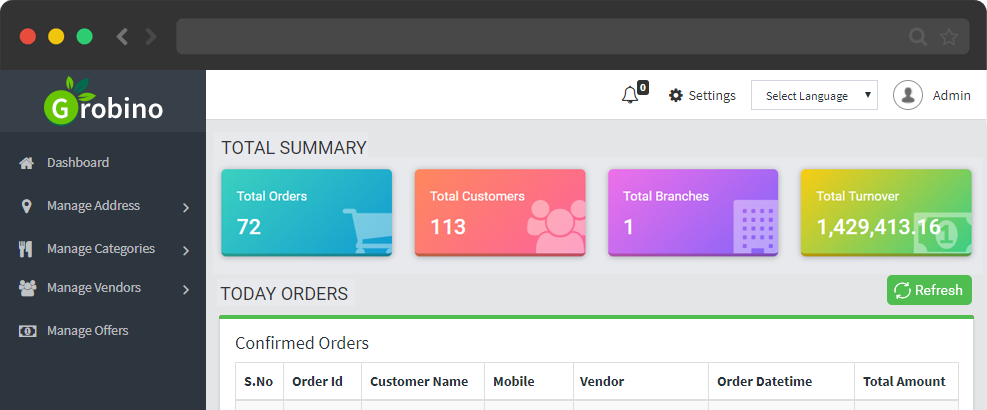 Grobino
0
Settings
Select Language
Admin
Dashboard
Manage Address
Manage Categories
Manage Vendors
Manage Offers
TOTAL SUMMARY
Total Orders
72
Total Customers
113
Total Branches
1
Total Turnover
1,429,413.16
TODAY ORDERS
Refresh
Confirmed Orders
S.No Order Id Customer Name Mobile Vendor Order Datetime Total Amount